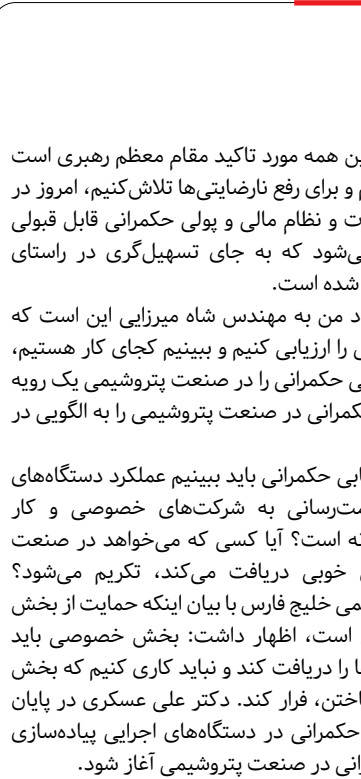 ین همه مورد تاکید مقام معظم رهبری است
و برای رفع نارضایتی‌ها تلاش‌کنیم، امروز در
ت و نظام مالی و پولی حکمرانی قابل قبولی
ی‌شود که به جای تسهیل‌گری در راستای
شده است.
د من به مهندس شاه میرزایی این است که
ی را ارزیابی کنیم و ببینیم کجای کار هستیم،
ی حکمرانی را در صنعت پتروشیمی یک رویه
کمرانی در صنعت پتروشیمی را به الگویی در
ابی حکمرانی باید ببینیم عملکرد دستگاه‌های
مت‌رسانی به شرکت‌های خصوصی و کار
نه است؟ آیا کسی که می‌خواهد در صنعت
خوبی دریافت می‌کند، تکریم می‌شود؟
می خلیج فارس با بیان اینکه حمایت از بخش
است، اظهار داشت: بخش خصوصی باید
ا را دریافت کند و نباید کاری کنیم که بخش
اختن، فرار کند. دکتر علی عسکری در پایان
حکمرانی در دستگاه‌های اجرایی پیاده‌سازی
رانی در صنعت پتروشیمی آغاز شود.